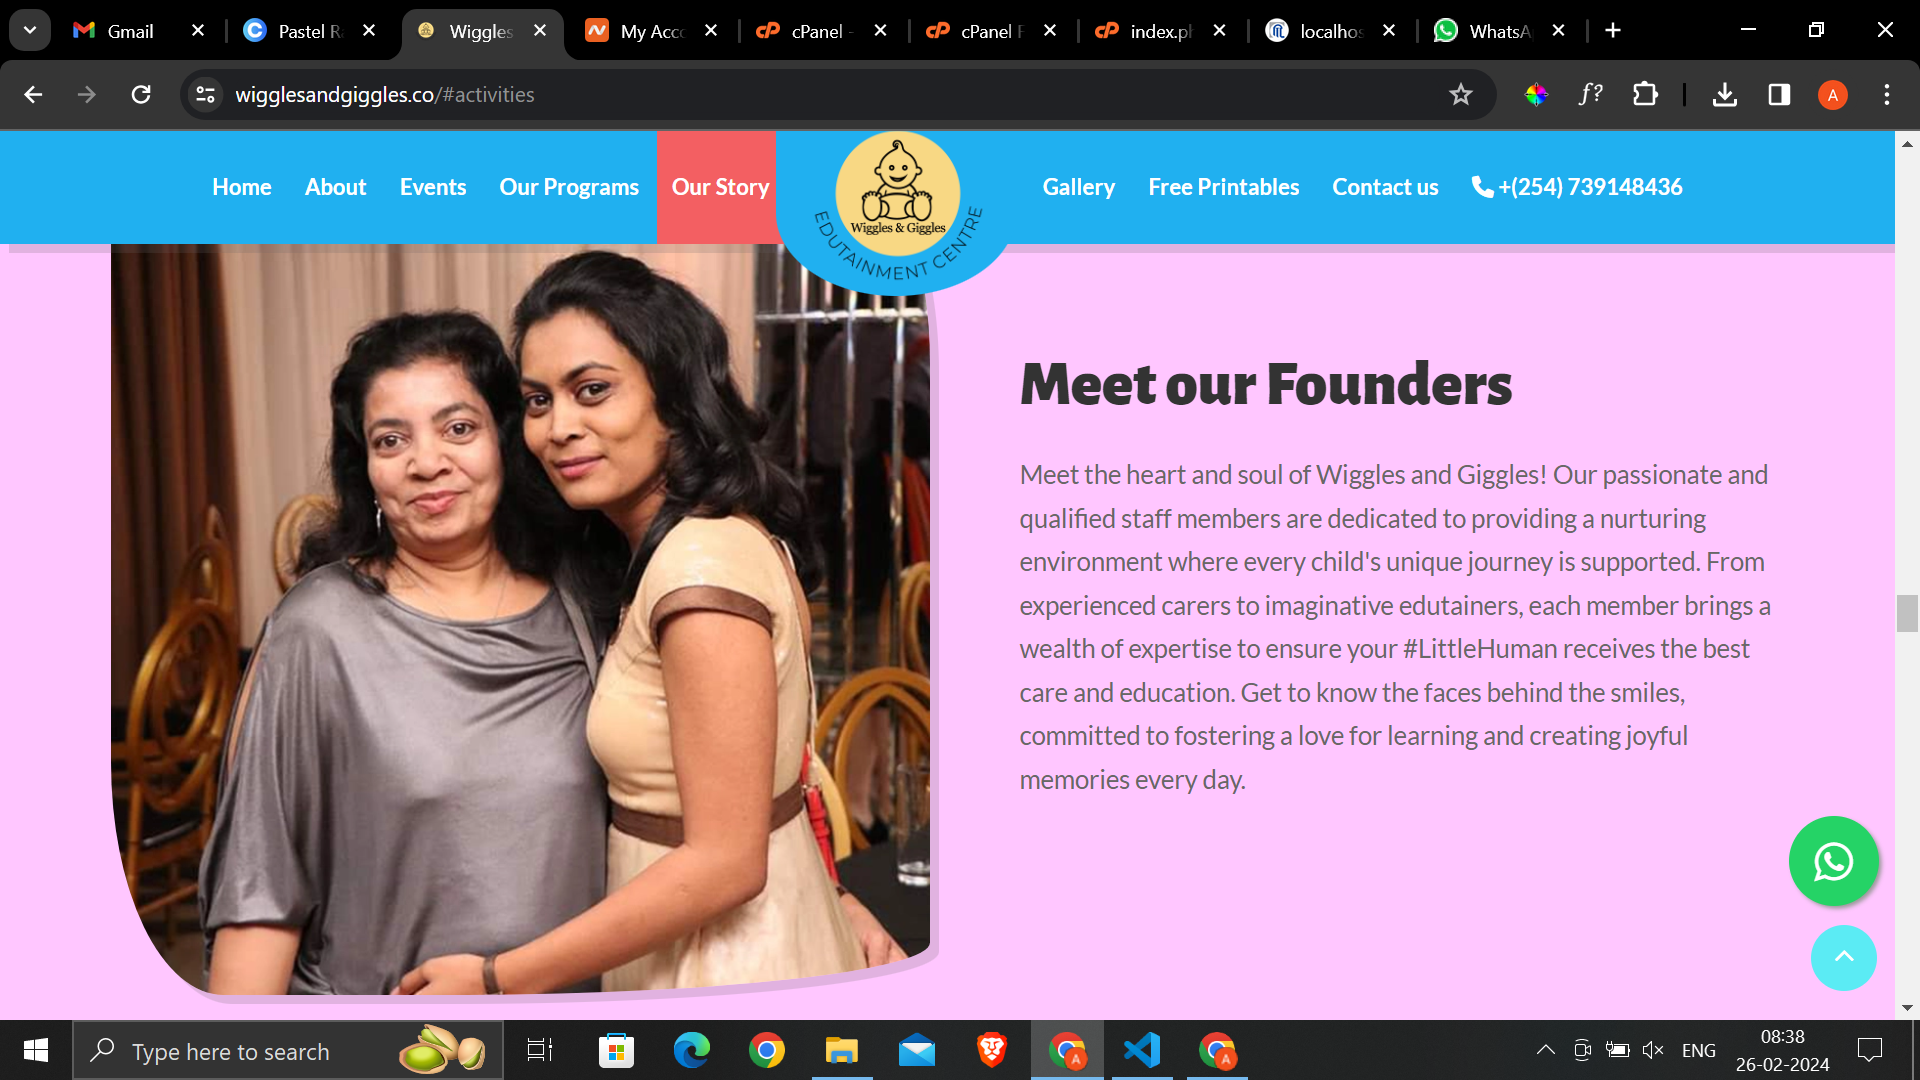 Gmail
Pastel R
Wiggles
My Acco
cPanel -
cPanel F
index.ph
localhos
WhatsA
wigglesandgiggles.co/#activities
f?
A
Home
About
Events
Our Programs
Our Story
Wiggles & Giggles
EDUTAINMENT CENTRE
Gallery
Free Printables
Contact us
+(254) 739148436
Meet our Founders
Meet the heart and soul of Wiggles and Giggles! Our passionate and
qualified staff members are dedicated to providing a nurturing
environment where every child's unique journey is supported. From
experienced carers to imaginative edutainers, each member brings a
wealth of expertise to ensure your #LittleHuman receives the best
care and education. Get to know the faces behind the smiles,
committed to fostering a love for learning and creating joyful
memories every day.
Type here to search
A
A
ENG
08:38
26-02-2024